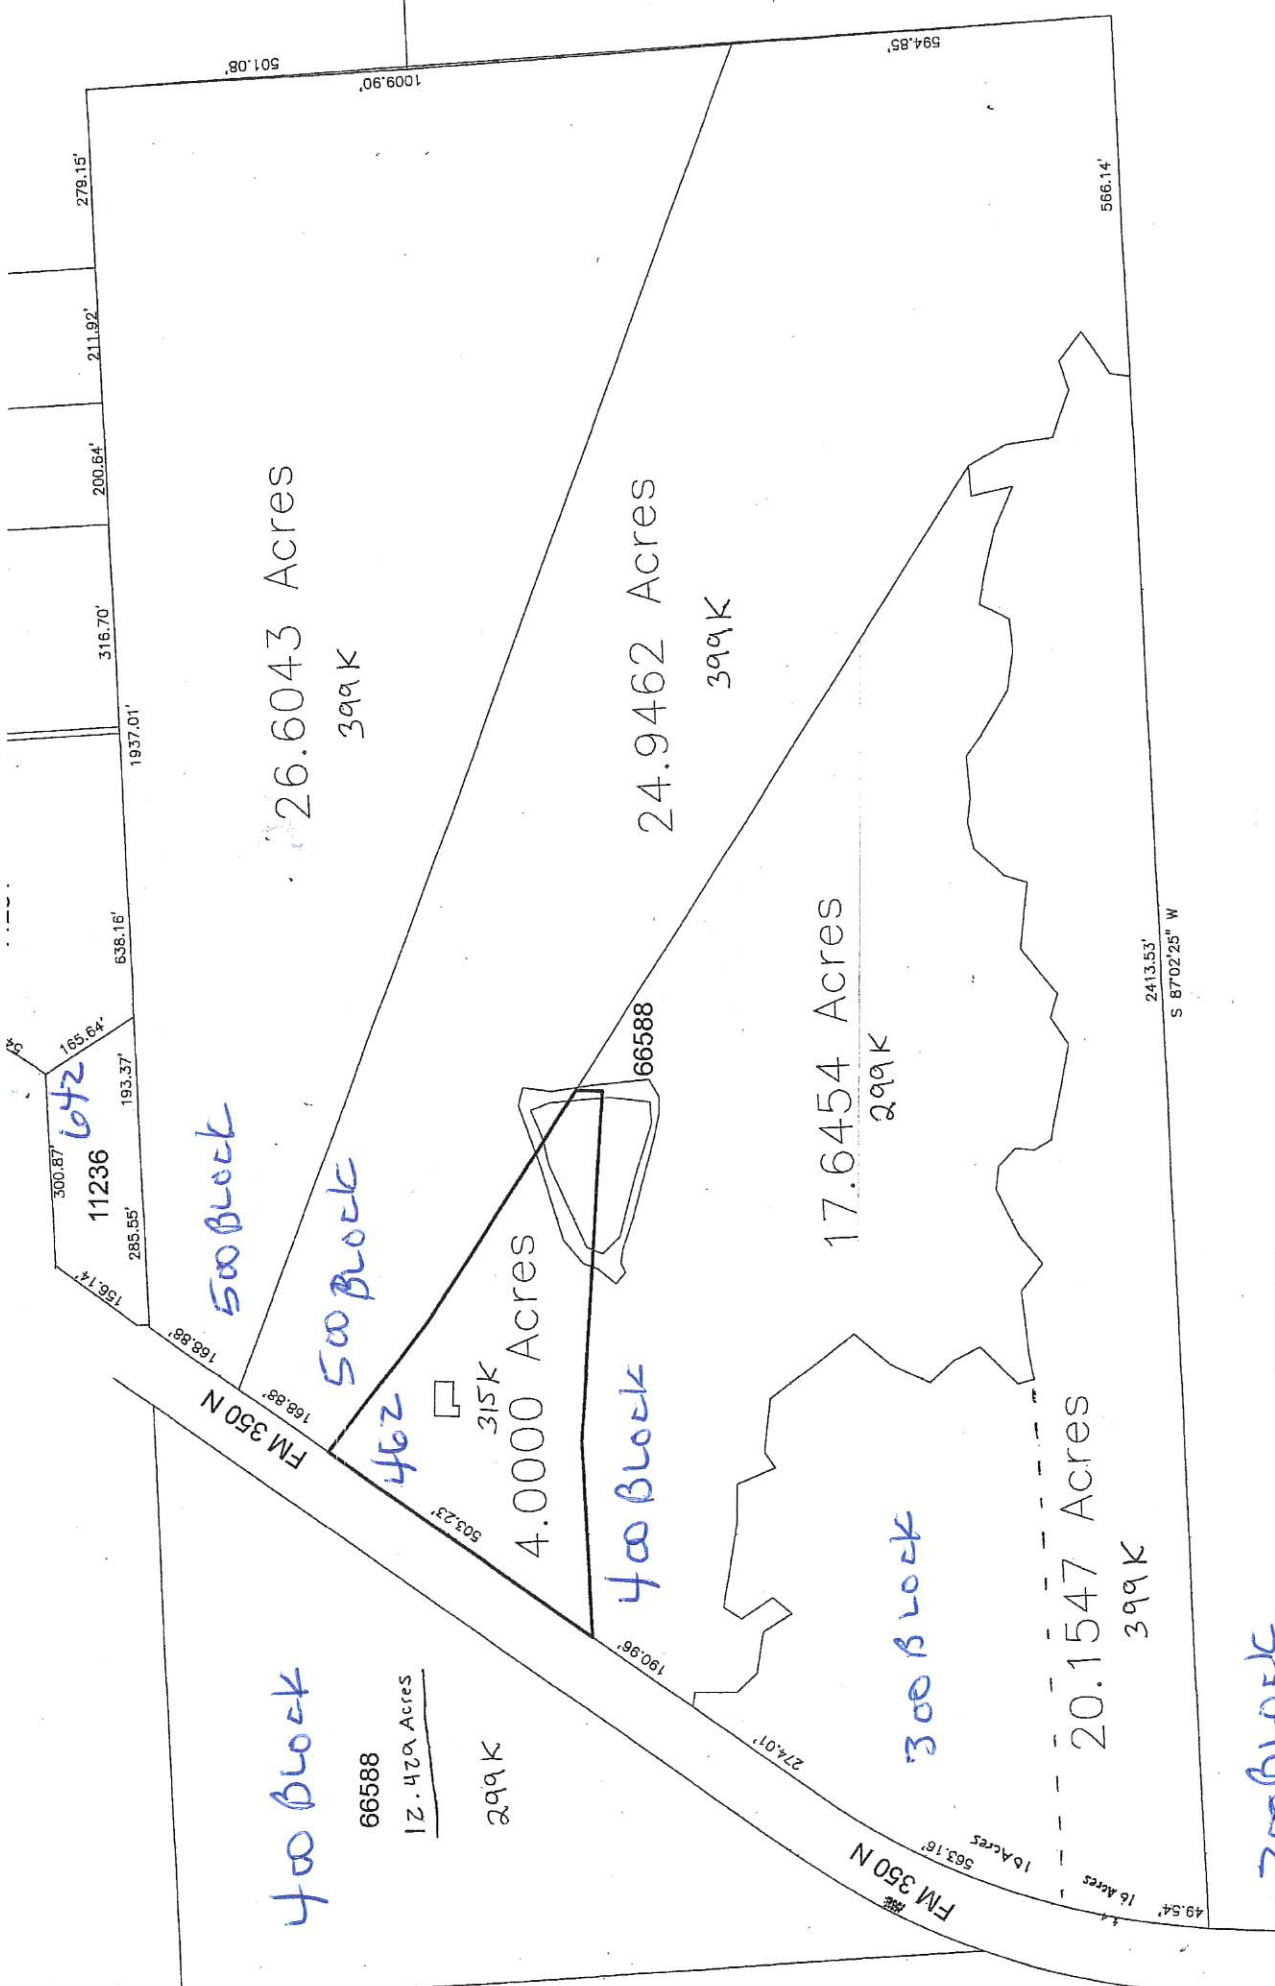 501.08'
1009.90'
594.85'
279.15'
211.92'
200.64'
316.70'
1937.01'
638.16'
165.64'
193.37'
285.55'
300.87'
156.14'
642
11236
26.6043 Acres
399K
500 BLOCK
168.88'
FM 350 N
24.9462 Acres
399K
500 BLOCK
168.88'
462
315K
4.0000 Acres
503.23'
66588
17.6454 Acres
299K
400 BLOCK
190.96'
566.14'
2413.53'
S 87°02'25" W
300 BLOCK
274.01'
563.16'
10 Acres
20.1547 Acres
399K
16 Acres
49.54'
FM 350 N
400 BLOCK
66588
12.429 Acres
299K